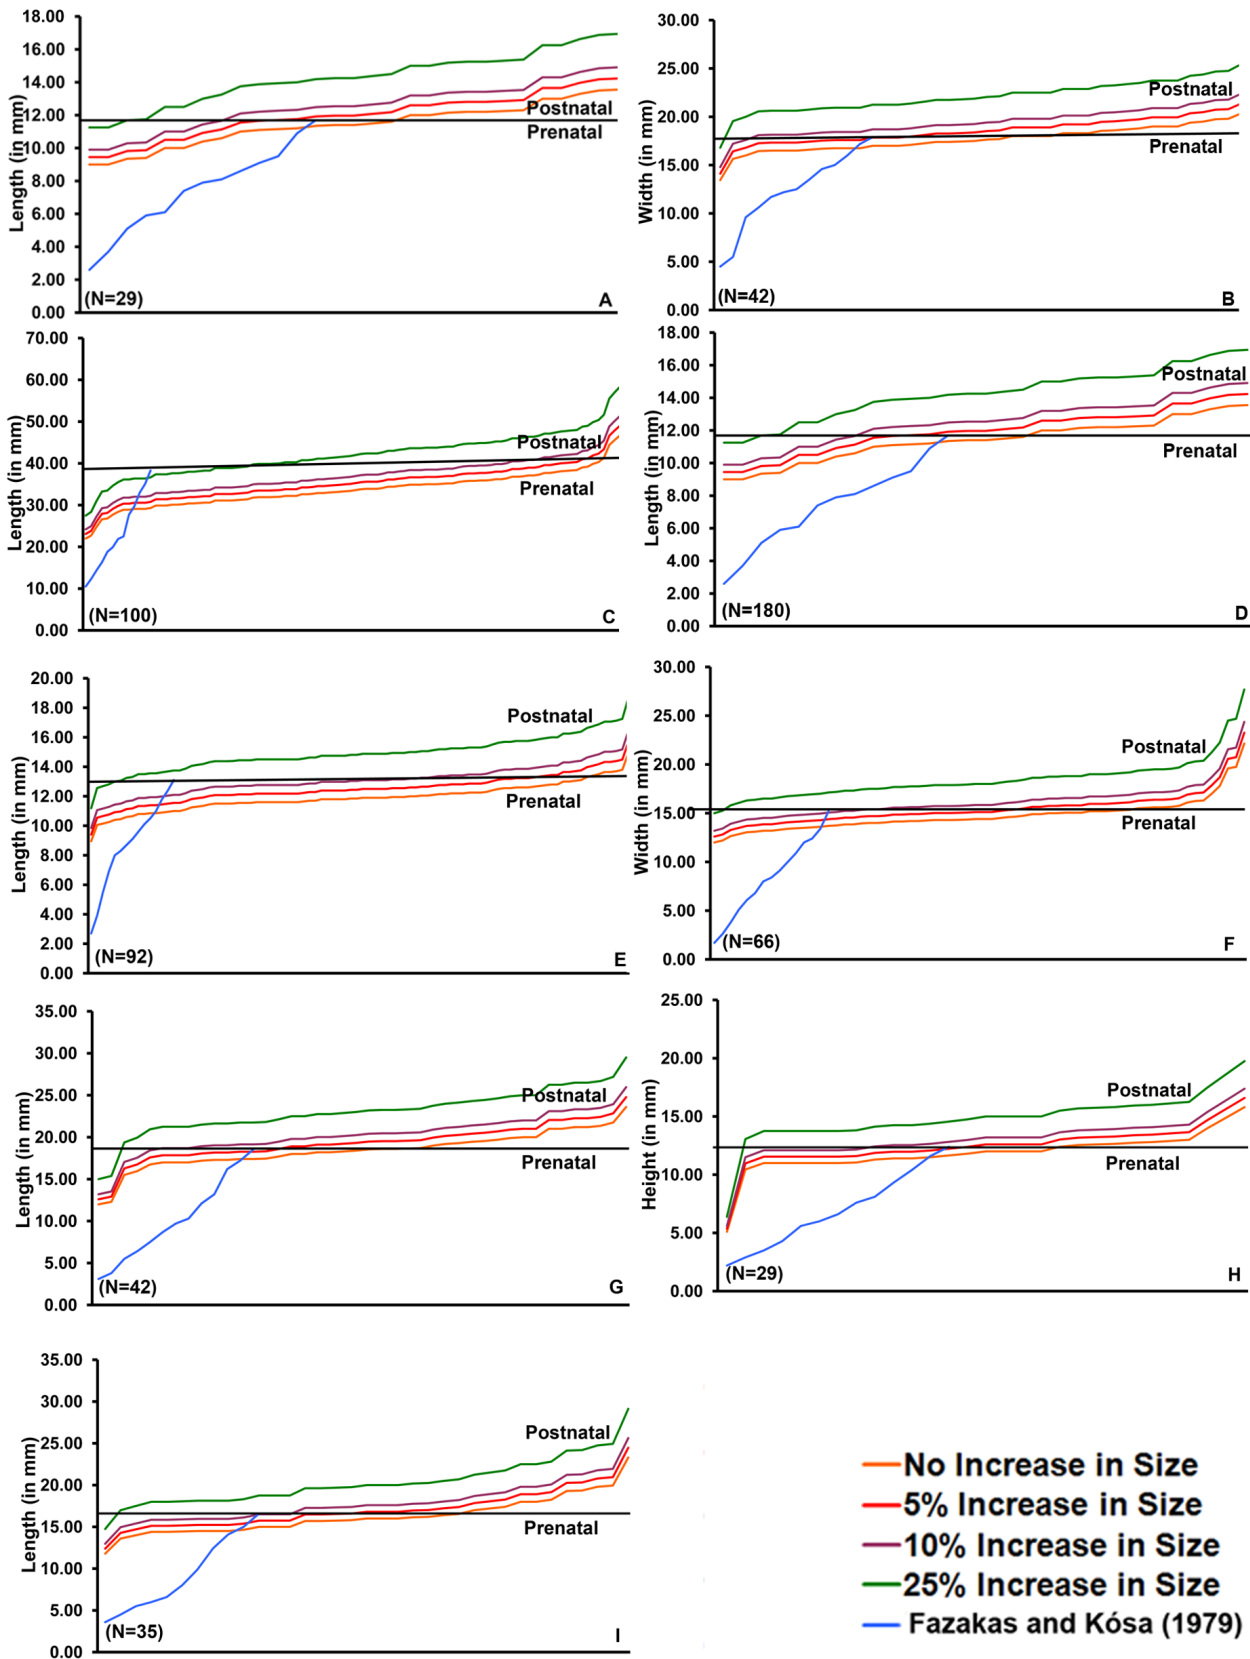 18.00
16.00
14.00
12.00
10.00
8.00
6.00
4.00
2.00
0.00
Length (in mm)
Postnatal
Prenatal
(N=29)
A
30.00
25.00
20.00
15.00
10.00
5.00
0.00
Width (in mm)
Postnatal
Prenatal
(N=42)
B
70.00
60.00
50.00
40.00
30.00
20.00
10.00
0.00
Length (in mm)
Postnatal
Prenatal
(N=100)
C
18.00
16.00
14.00
12.00
10.00
8.00
6.00
4.00
2.00
0.00
Length (in mm)
Postnatal
Prenatal
(N=180)
D
20.00
18.00
16.00
14.00
12.00
10.00
8.00
6.00
4.00
2.00
0.00
Length (in mm)
Postnatal
Prenatal
(N=92)
E
30.00
25.00
20.00
15.00
10.00
5.00
0.00
Width (in mm)
Postnatal
Prenatal
(N=66)
F
35.00
30.00
25.00
20.00
15.00
10.00
5.00
0.00
Length (in mm)
Postnatal
Prenatal
(N=42)
G
25.00
20.00
15.00
10.00
5.00
0.00
Height (in mm)
Postnatal
Prenatal
(N=29)
H
35.00
30.00
25.00
20.00
15.00
10.00
5.00
0.00
Length (in mm)
Postnatal
Prenatal
(N=35)
I
No Increase in Size
5% Increase in Size
10% Increase in Size
25% Increase in Size
Fazakas and Kósa (1979)